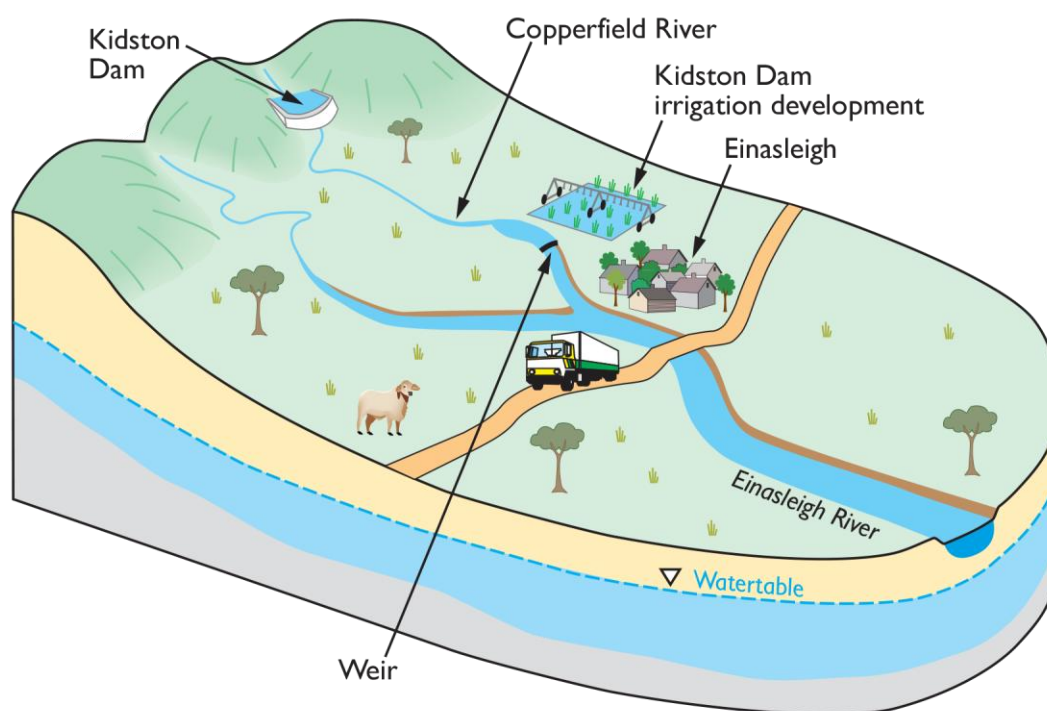 Kidston
Dam
Copperfield River
Kidston Dam
irrigation development
Einasleigh
Einasleigh River
Watertable
Weir